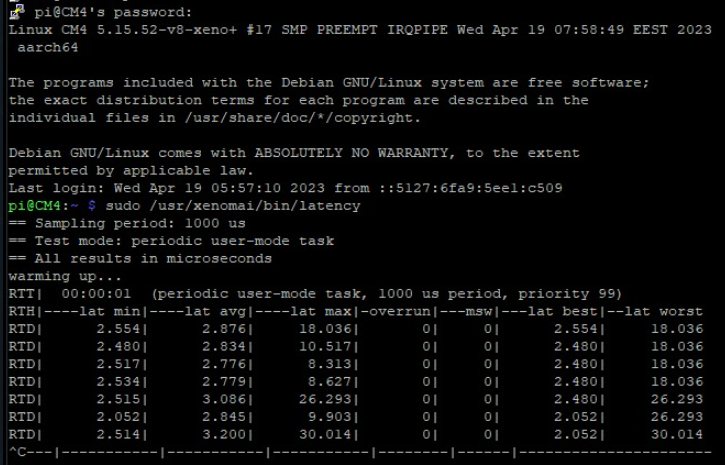 pi@CM4's password:
Linux CM4 5.15.52-v8-xeno+ #17 SMP PREEMPT IRQPIPE Wed Apr 19 07:58:49 EEST 2023
 aarch64
The programs included with the Debian GNU/Linux system are free software;
the exact distribution terms for each program are described in the
individual files in /usr/share/doc/*/copyright.
Debian GNU/Linux comes with ABSOLUTELY NO WARRANTY, to the extent
permitted by applicable law.
Last login: Wed Apr 19 05:57:10 2023 from ::5127:6fa9:5ee1:c509
pi@CM4:~ $ sudo /usr/xenomai/bin/latency
== Sampling period: 1000 us
== Test mode: periodic user-mode task
== All results in microseconds
warming up...
RTT|  00:00:01  (periodic user-mode task, 1000 us period, priority 99)
RTH|----lat min|----lat avg|----lat max|-overrun|---msw|---lat best|--lat worst
RTD|      2.554|      2.876|     18.036|       0|     0|      2.554|     18.036
RTD|      2.480|      2.834|     10.517|       0|     0|      2.480|     18.036
RTD|      2.517|      2.776|      8.313|       0|     0|      2.480|     18.036
RTD|      2.534|      2.779|      8.627|       0|     0|      2.480|     18.036
RTD|      2.515|      3.086|     26.293|       0|     0|      2.480|     26.293
RTD|      2.052|      2.845|      9.903|       0|     0|      2.052|     26.293
RTD|      2.514|      3.200|     30.014|       0|     0|      2.052|     30.014
^C---|-----------|-----------|-----------|--------|------|-------------------------